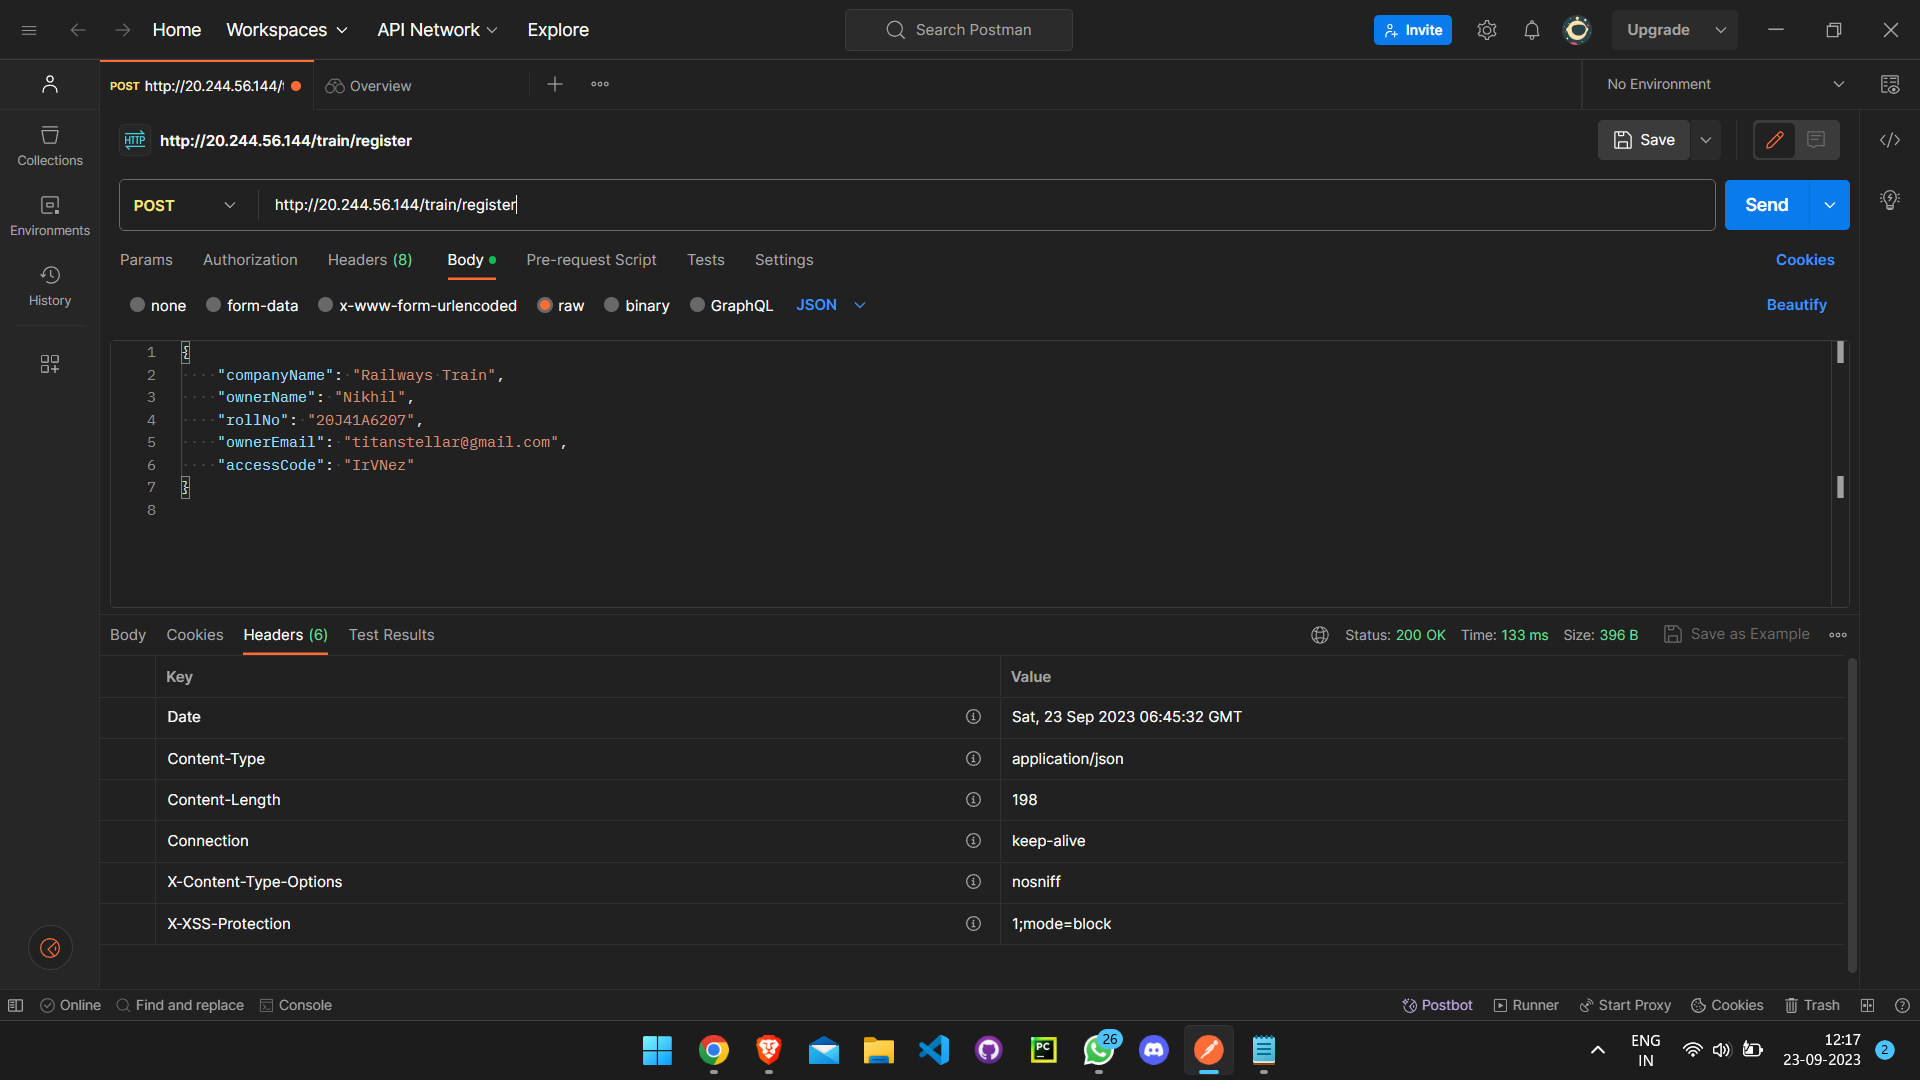 Home Workspaces API Network Explore Search Postman Invite Upgrade
POST http://20.244.56.144/t Overview No Environment
HTTP http://20.244.56.144/train/register Save
Collections
Environments
History
POST http://20.244.56.144/train/register Send
Params Authorization Headers (8) Body Pre-request Script Tests Settings Cookies
none form-data x-www-form-urlencoded raw binary GraphQL JSON Beautify
1 {
2 "companyName": "Railways Train",
3 "ownerName": "Nikhil",
4 "rollNo": "20J41A6207",
5 "ownerEmail": "titanstellar@gmail.com",
6 "accessCode": "IrVNez"
7 }
8
Body Cookies Headers (6) Test Results Status: 200 OK Time: 133 ms Size: 396 B Save as Example
Key Value
Date Sat, 23 Sep 2023 06:45:32 GMT
Content-Type application/json
Content-Length 198
Connection keep-alive
X-Content-Type-Options nosniff
X-XSS-Protection 1;mode=block
Online Find and replace Console Postbot Runner Start Proxy Cookies Trash
PC 26 ENG 12:17
IN 23-09-2023 2